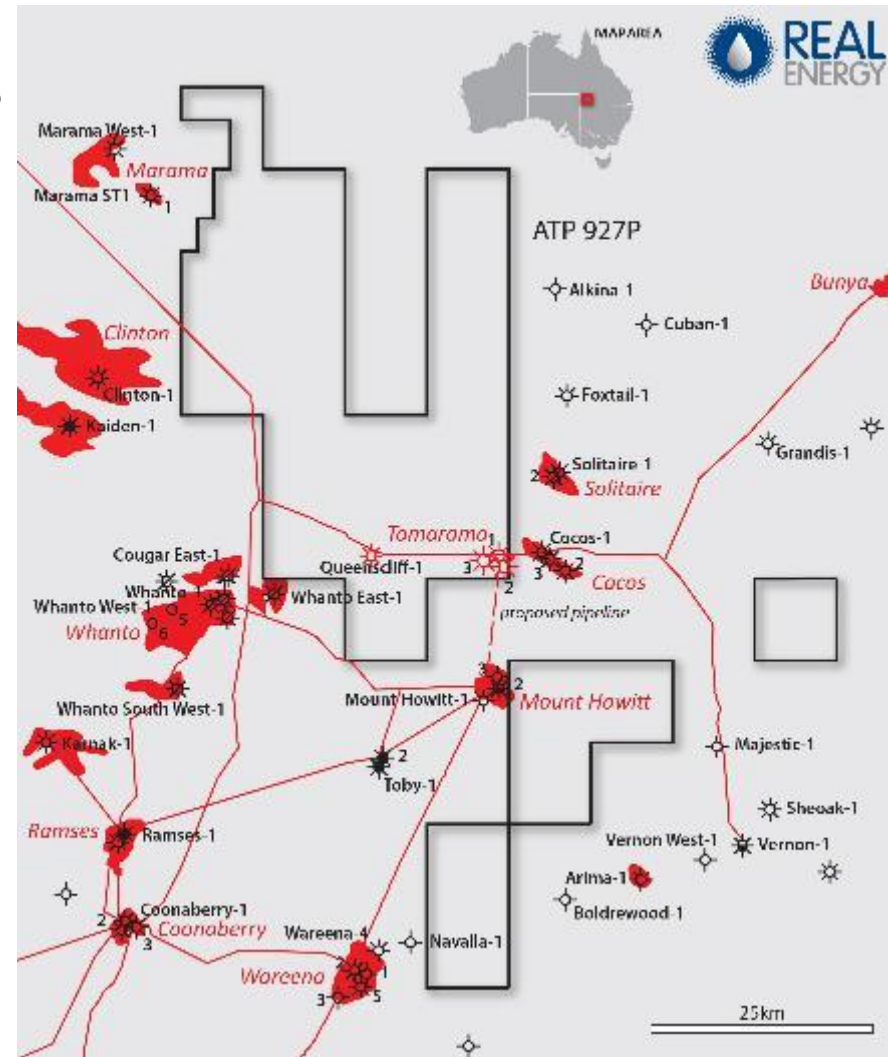 MAPAREA
REAL
ENERGY
Marama West-1
Marama
Marama ST1
1
ATP 927P
Alkina 1
Bunya
Cuban-1
Clinton
Clinton-1
Foxtail-1
Kaiden-1
Grandis-1
Solitaire 1
2
Solitaire
Tamarama
1
Cocos-1
Cougar East-1
Queenscliff-1
3
2
3
2
Cocos
Whanto 1
Whanto East-1
Whanto West-1
5
6
Whanto
proposed pipeline
3
2
Mount Howitt-1
Mount Howitt
Whanto South West-1
Karnak-1
2
Toby-1
Majestic-1
Sheoak-1
Ramses
Ramses-1
Vernon West-1
Vernon-1
Arima-1
Boldrewood-1
Coonaberry-1
2
3
Coonaberry
Wareena-4
Navalla-1
2
1
Wareena
3
5
25km